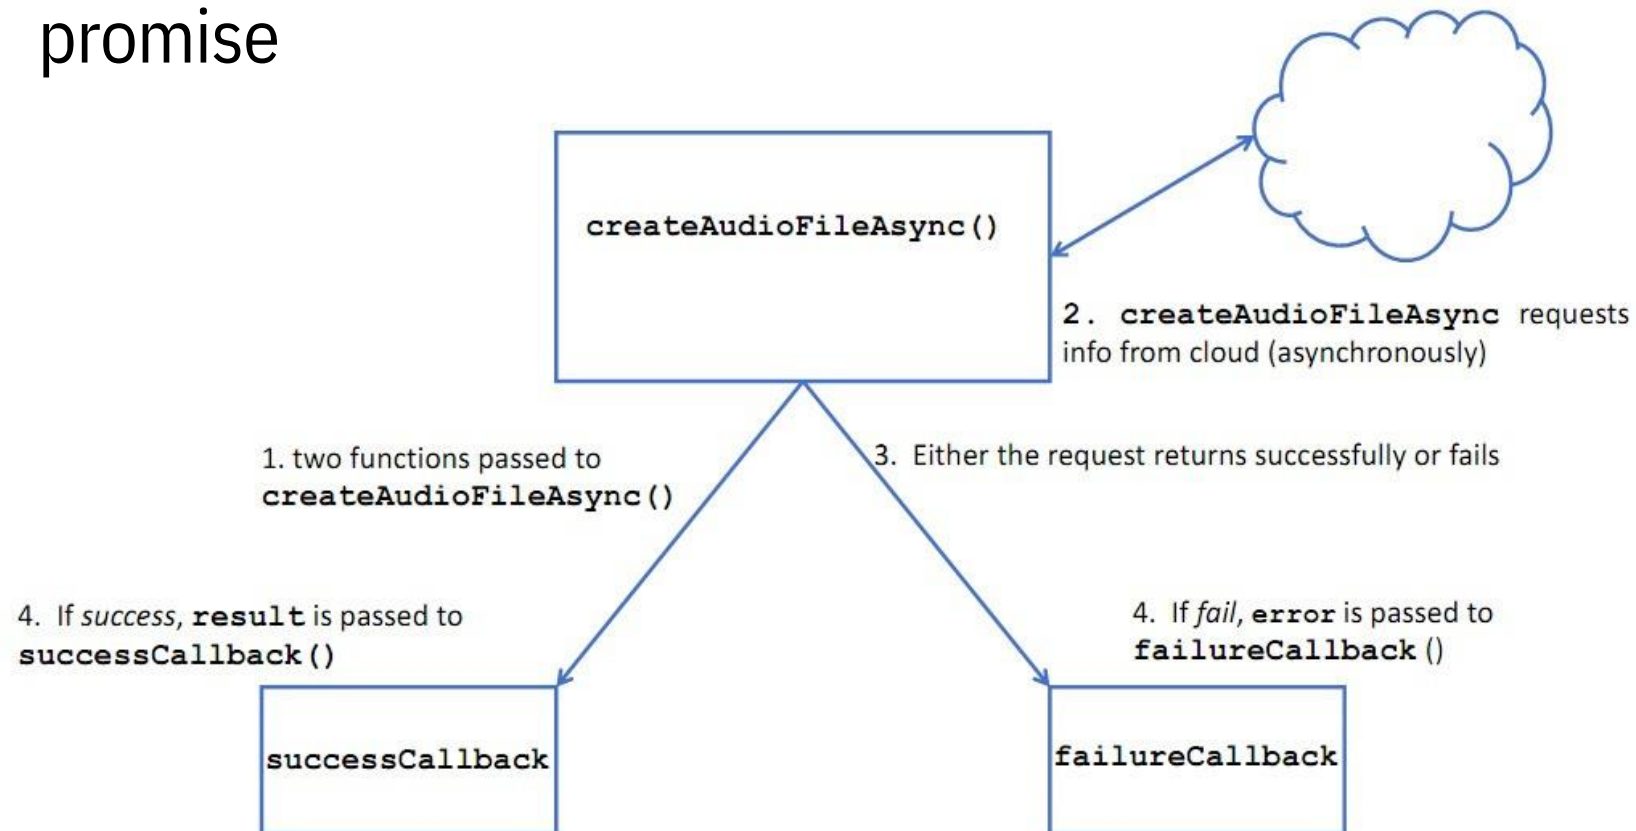 promise
createAudioFileAsync()
2. createAudioFileAsync requests
info from cloud (asynchronously)
1. two functions passed to
createAudioFileAsync()
3. Either the request returns successfully or fails
4. If success, result is passed to
successCallback()
4. If fail, error is passed to
failureCallback ()
successCallback
failureCallback